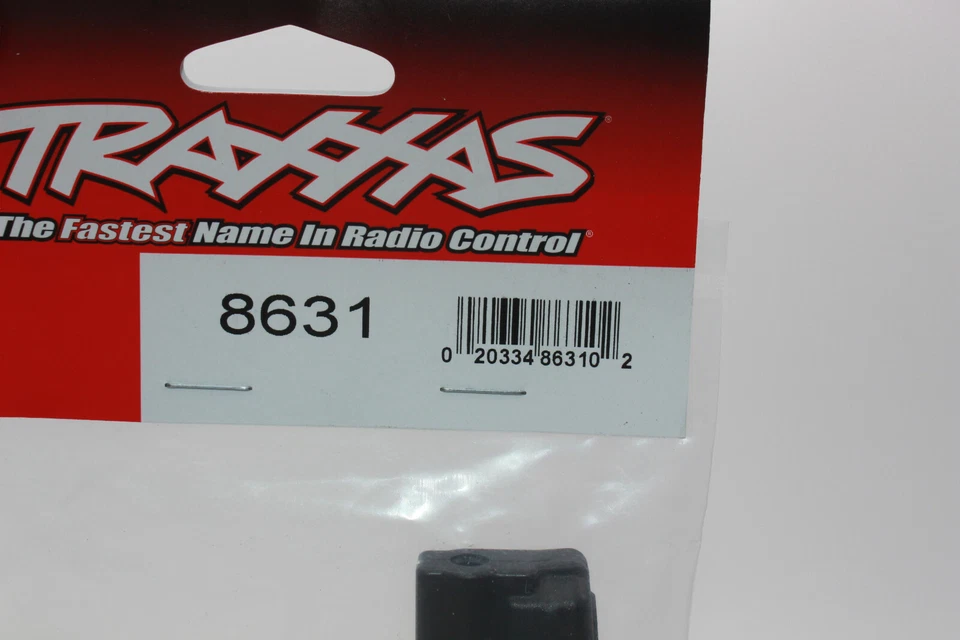 TRAXXAS®
The Fastest Name In Radio Control®
8631
0 20334 86310 2